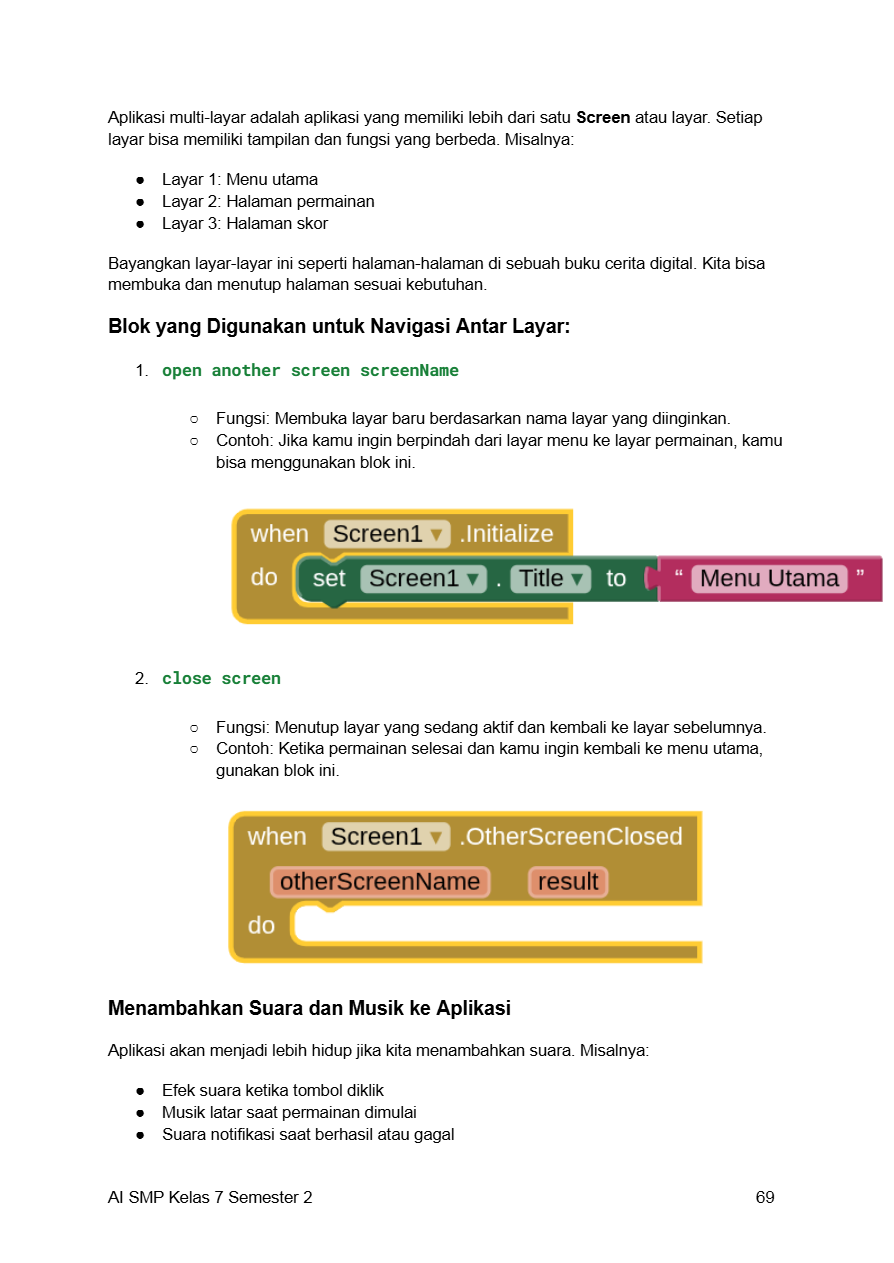 Aplikasi multi-layar adalah aplikasi yang memiliki lebih dari satu Screen atau layar. Setiap
layar bisa memiliki tampilan dan fungsi yang berbeda. Misalnya:
● Layar 1: Menu utama
● Layar 2: Halaman permainan
● Layar 3: Halaman skor
Bayangkan layar-layar ini seperti halaman-halaman di sebuah buku cerita digital. Kita bisa
membuka dan menutup halaman sesuai kebutuhan.
Blok yang Digunakan untuk Navigasi Antar Layar:
1. open another screen screenName
○ Fungsi: Membuka layar baru berdasarkan nama layar yang diinginkan.
○ Contoh: Jika kamu ingin berpindah dari layar menu ke layar permainan, kamu
bisa menggunakan blok ini.
when Screen1 ▾ .Initialize
do set Screen1 ▾ . Title ▾ to “ Menu Utama ”
2. close screen
○ Fungsi: Menutup layar yang sedang aktif dan kembali ke layar sebelumnya.
○ Contoh: Ketika permainan selesai dan kamu ingin kembali ke menu utama,
gunakan blok ini.
when Screen1 ▾ .OtherScreenClosed
otherScreenName result
do
Menambahkan Suara dan Musik ke Aplikasi
Aplikasi akan menjadi lebih hidup jika kita menambahkan suara. Misalnya:
● Efek suara ketika tombol diklik
● Musik latar saat permainan dimulai
● Suara notifikasi saat berhasil atau gagal
AI SMP Kelas 7 Semester 2 69